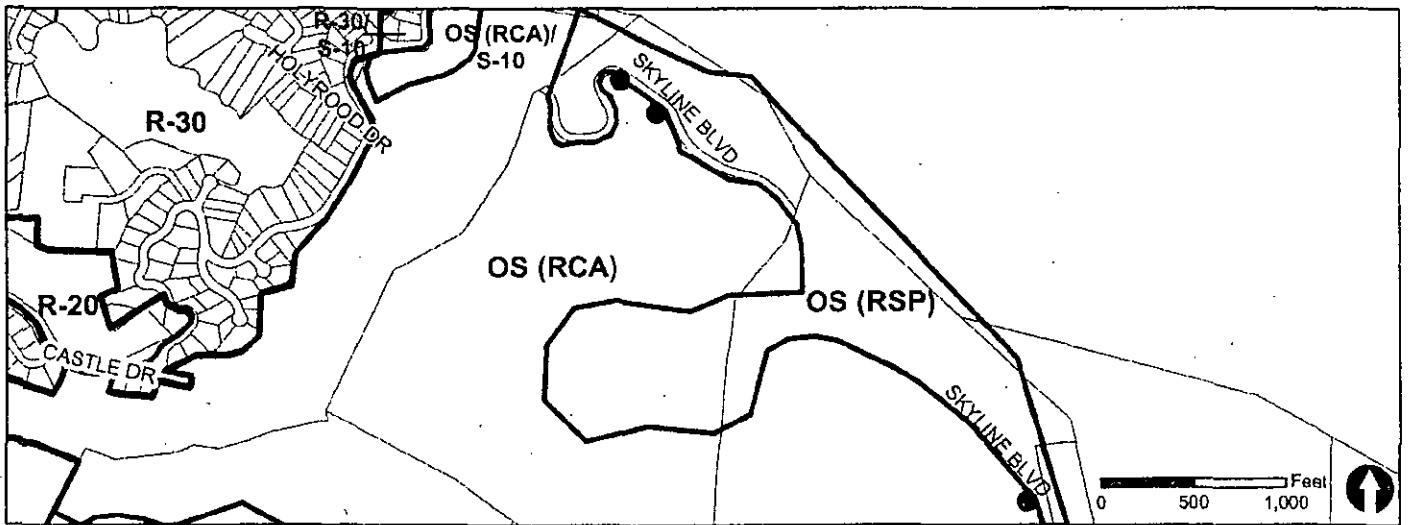 R-30/
S-10
OS (RCA)/
S-10
HOLYROOD DR
SKYLINE BLVD
R-30
OS (RCA)
OS (RSP)
R-20
CASTLE DR
SKYLINE BLVD
Feet
0 500 1,000